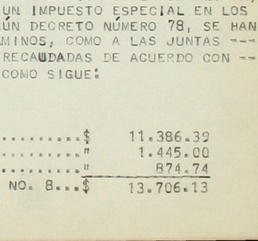 UN IMPUESTO ESPECIAL EN LOS
ÚN DECRETO NÚMERO 78, SE HAN
MINOS, COMO A LAS JUNTAS ---
RECAUDADAS DE ACUERDO CON --
COMO SIGUE:
.........$ 11.386.39
........." 1.445.00
........." 874.74
NO. 8...$ 13.706.13